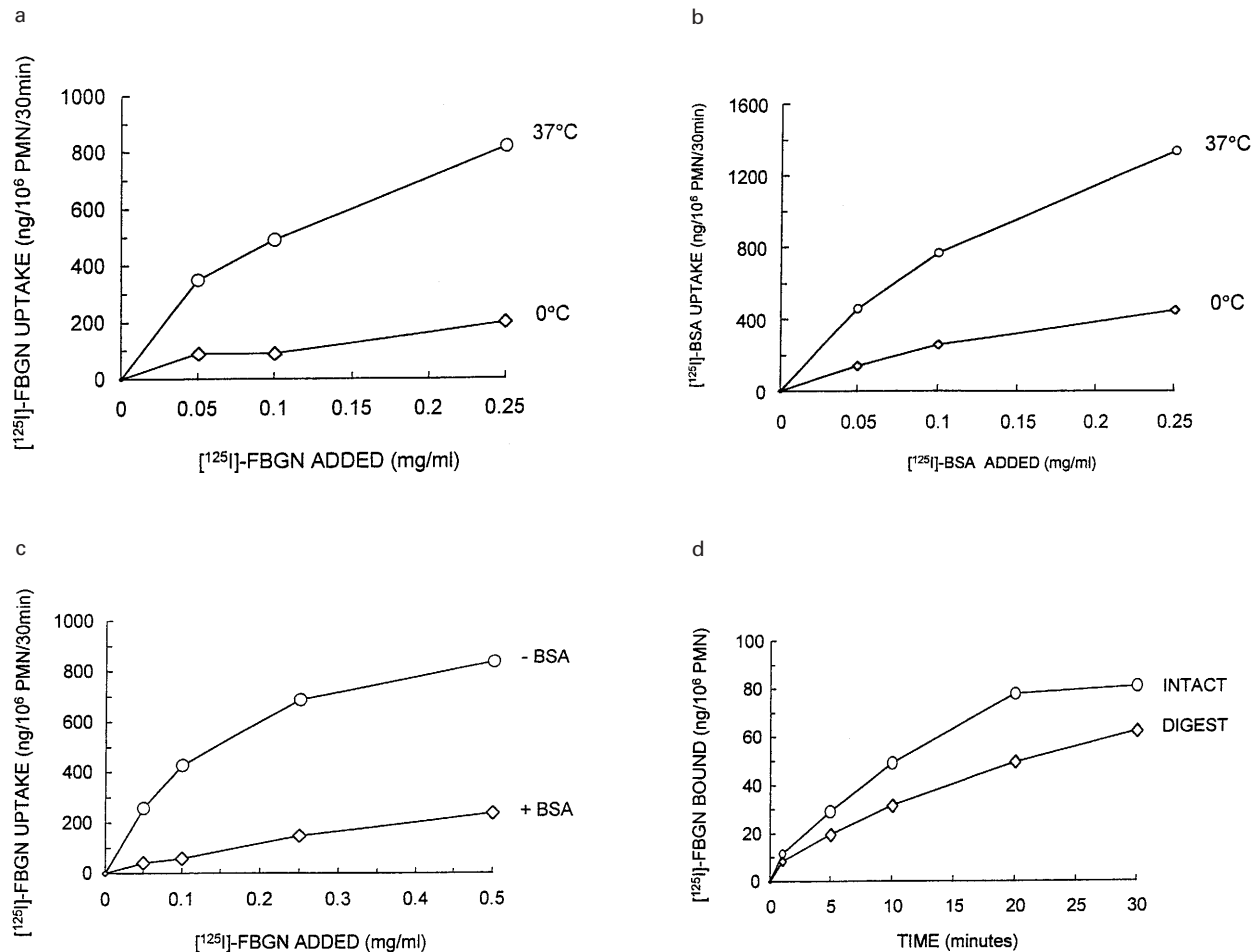 a
[¹²⁵I]-FBGN UPTAKE (ng/10⁶ PMN/30min)
1000
800
600
400
200
0
37°C
0°C
0 0.05 0.1 0.15 0.2 0.25
[¹²⁵I]-FBGN ADDED (mg/ml)
b
[¹²⁵I]-BSA UPTAKE (ng/10⁶ PMN/30min)
1600
1200
800
400
0
37°C
0°C
0 0.05 0.1 0.15 0.2 0.25
[¹²⁵I]-BSA ADDED (mg/ml)
c
[¹²⁵I]-FBGN UPTAKE (ng/10⁶ PMN/30min)
1000
800
600
400
200
0
- BSA
+ BSA
0 0.1 0.2 0.3 0.4 0.5
[¹²⁵I]-FBGN ADDED (mg/ml)
d
[¹²⁵I]-FBGN BOUND (ng/10⁶ PMN)
100
80
60
40
20
0
INTACT
DIGEST
0 5 10 15 20 25 30
TIME (minutes)